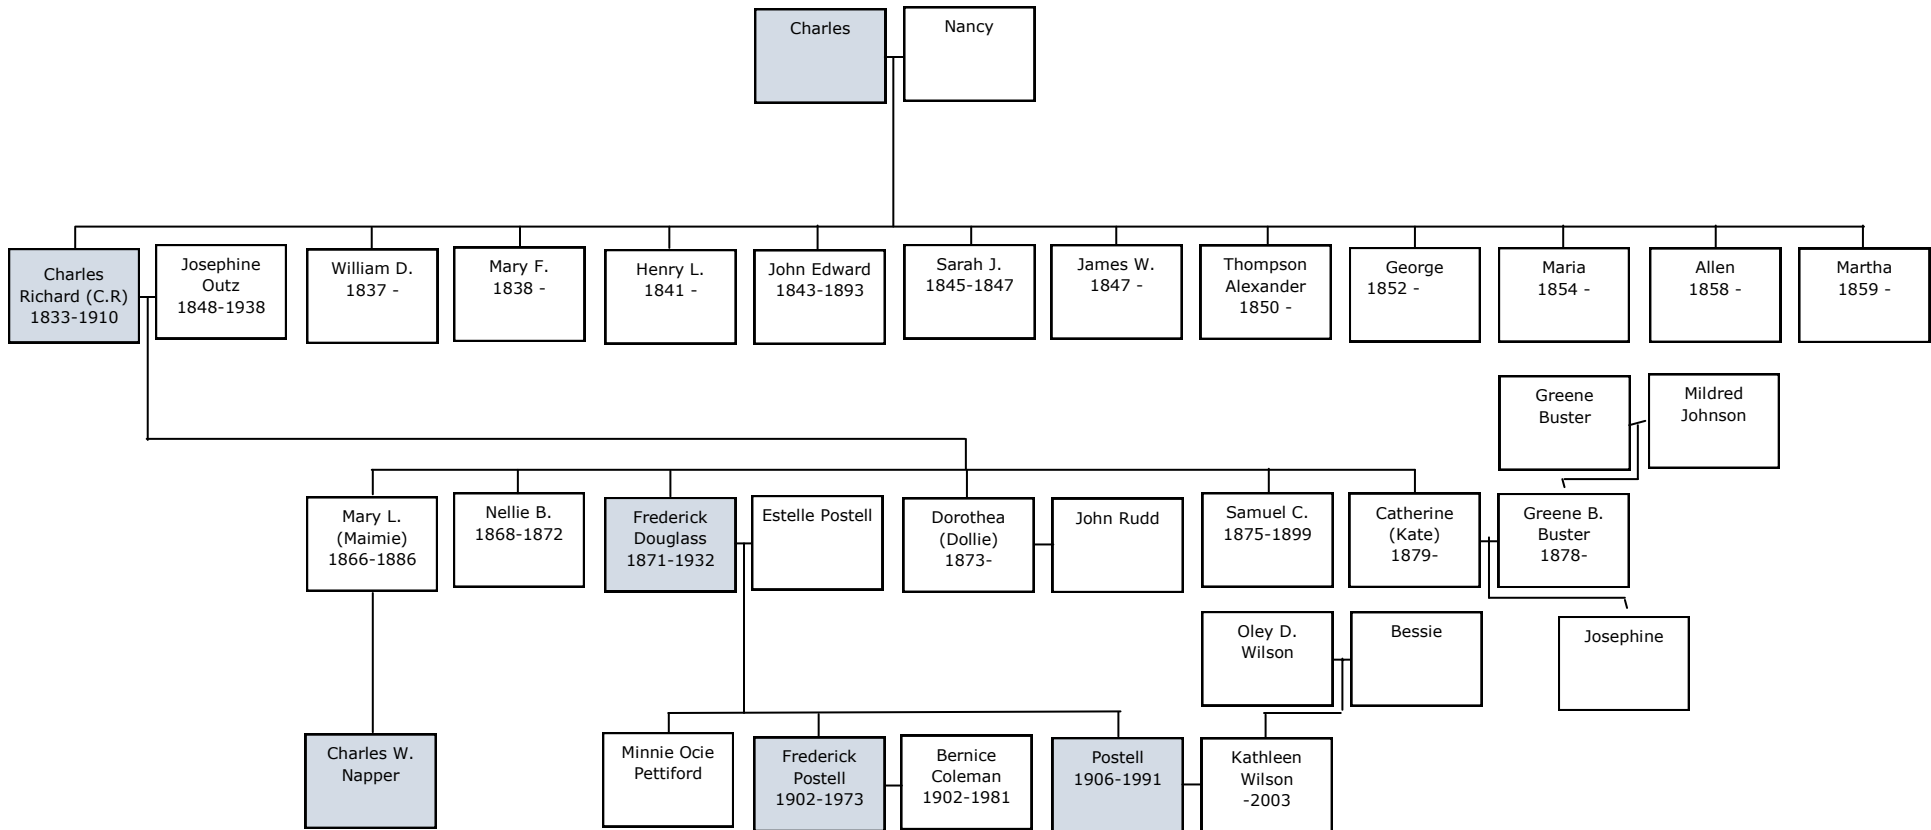 Charles
Nancy
Charles
Richard (C.R)
1833-1910
Josephine
Outz
1848-1938
William D.
1837 -
Mary F.
1838 -
Henry L.
1841 -
John Edward
1843-1893
Sarah J.
1845-1847
James W.
1847 -
Thompson
Alexander
1850 -
George
1852 -
Maria
1854 -
Allen
1858 -
Martha
1859 -
Greene
Buster
Mildred
Johnson
Mary L.
(Maimie)
1866-1886
Nellie B.
1868-1872
Frederick
Douglass
1871-1932
Estelle Postell
Dorothea
(Dollie)
1873-
John Rudd
Samuel C.
1875-1899
Catherine
(Kate)
1879-
Greene B.
Buster
1878-
Oley D.
Wilson
Bessie
Josephine
Charles W.
Napper
Minnie Ocie
Pettiford
Frederick
Postell
1902-1973
Bernice
Coleman
1902-1981
Postell
1906-1991
Kathleen
Wilson
-2003